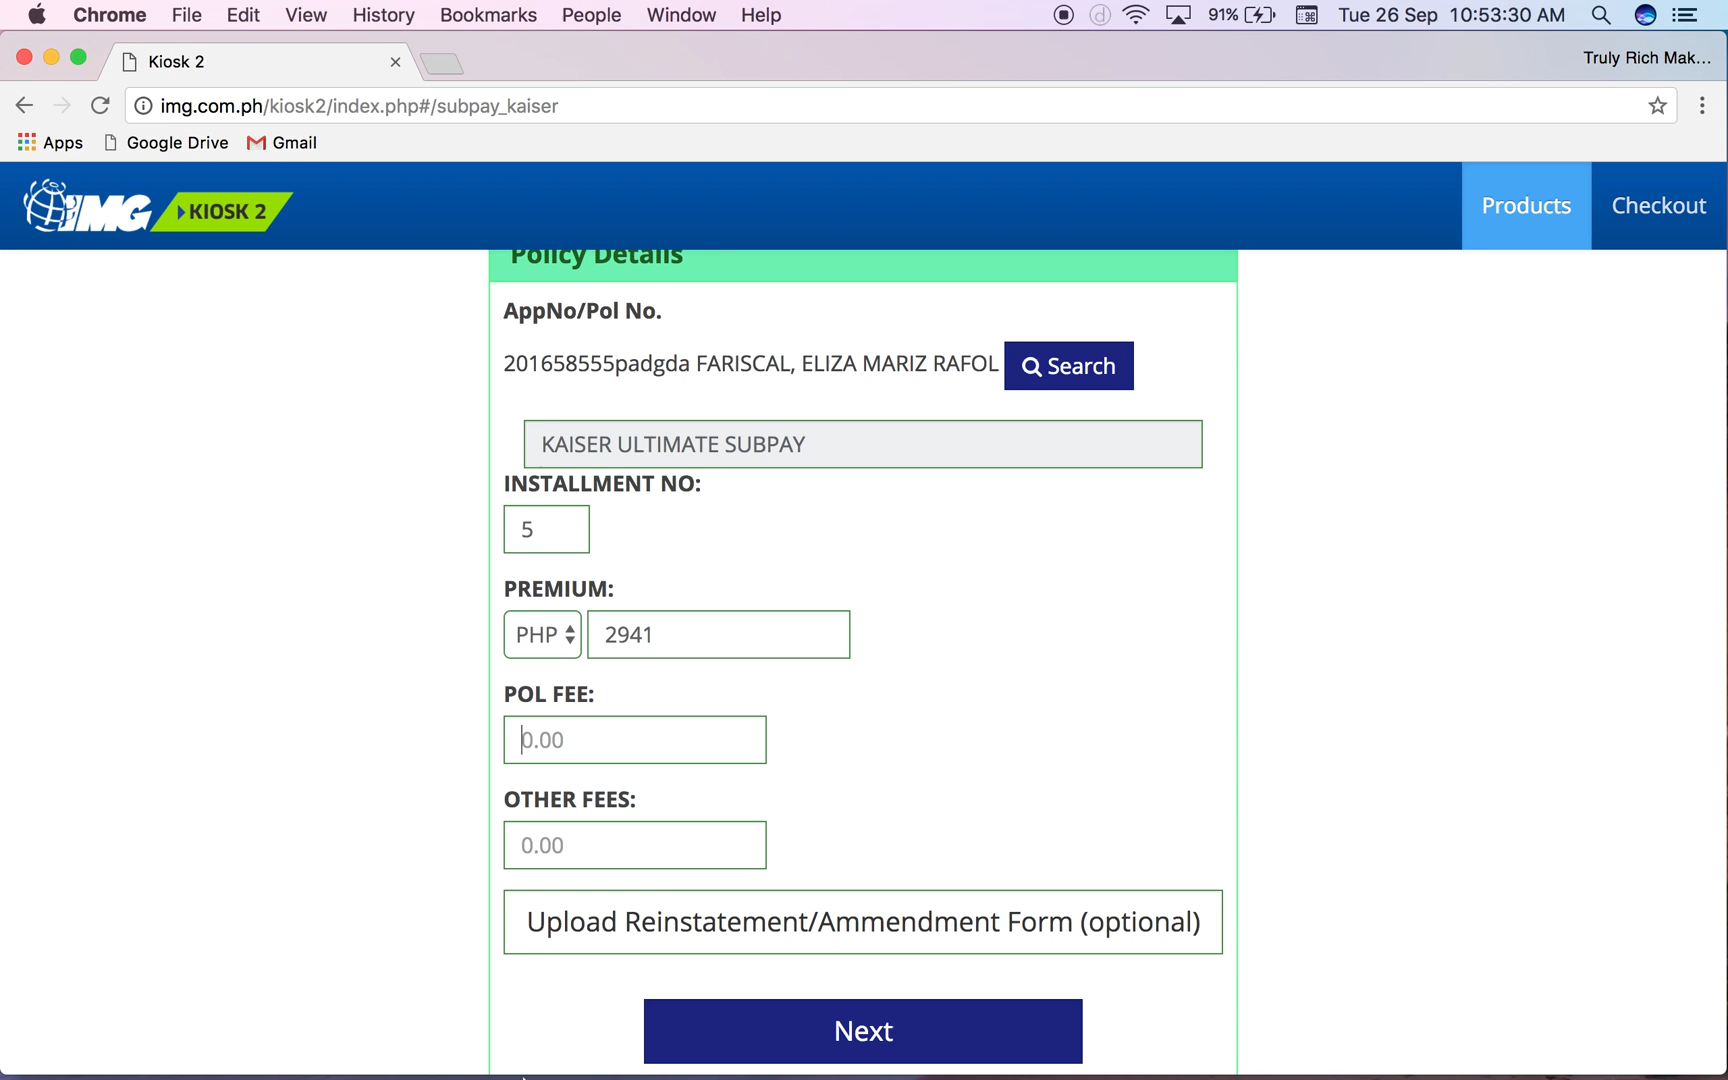 Chrome File Edit View History Bookmarks People Window Help 91% Tue 26 Sep 10:53:30 AM
Kiosk 2 Truly Rich Mak...
img.com.ph/kiosk2/index.php#/subpay_kaiser
Apps Google Drive Gmail
IMG KIOSK 2 Products Checkout
Policy Details
AppNo/Pol No.
201658555padgda FARISCAL, ELIZA MARIZ RAFOL Search
KAISER ULTIMATE SUBPAY
INSTALLMENT NO:
5
PREMIUM:
PHP 2941
POL FEE:
0.00
OTHER FEES:
0.00
Upload Reinstatement/Ammendment Form (optional)
Next